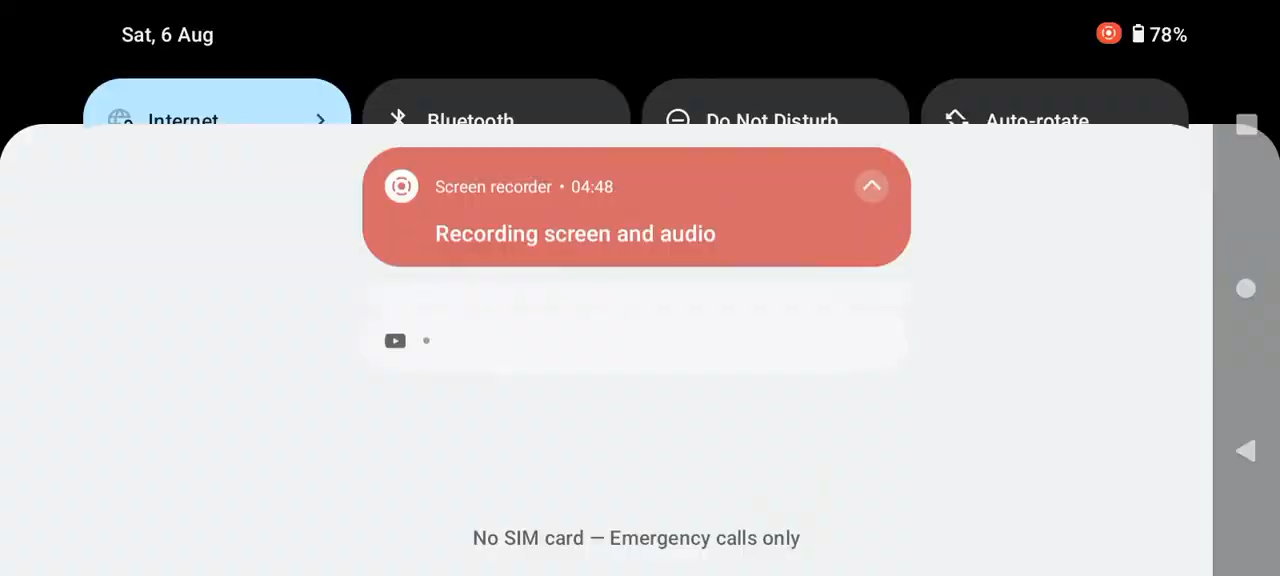 Sat, 6 Aug
78%
Internet
Bluetooth
Do Not Disturb
Auto-rotate
Screen recorder • 04:48
Recording screen and audio
No SIM card — Emergency calls only